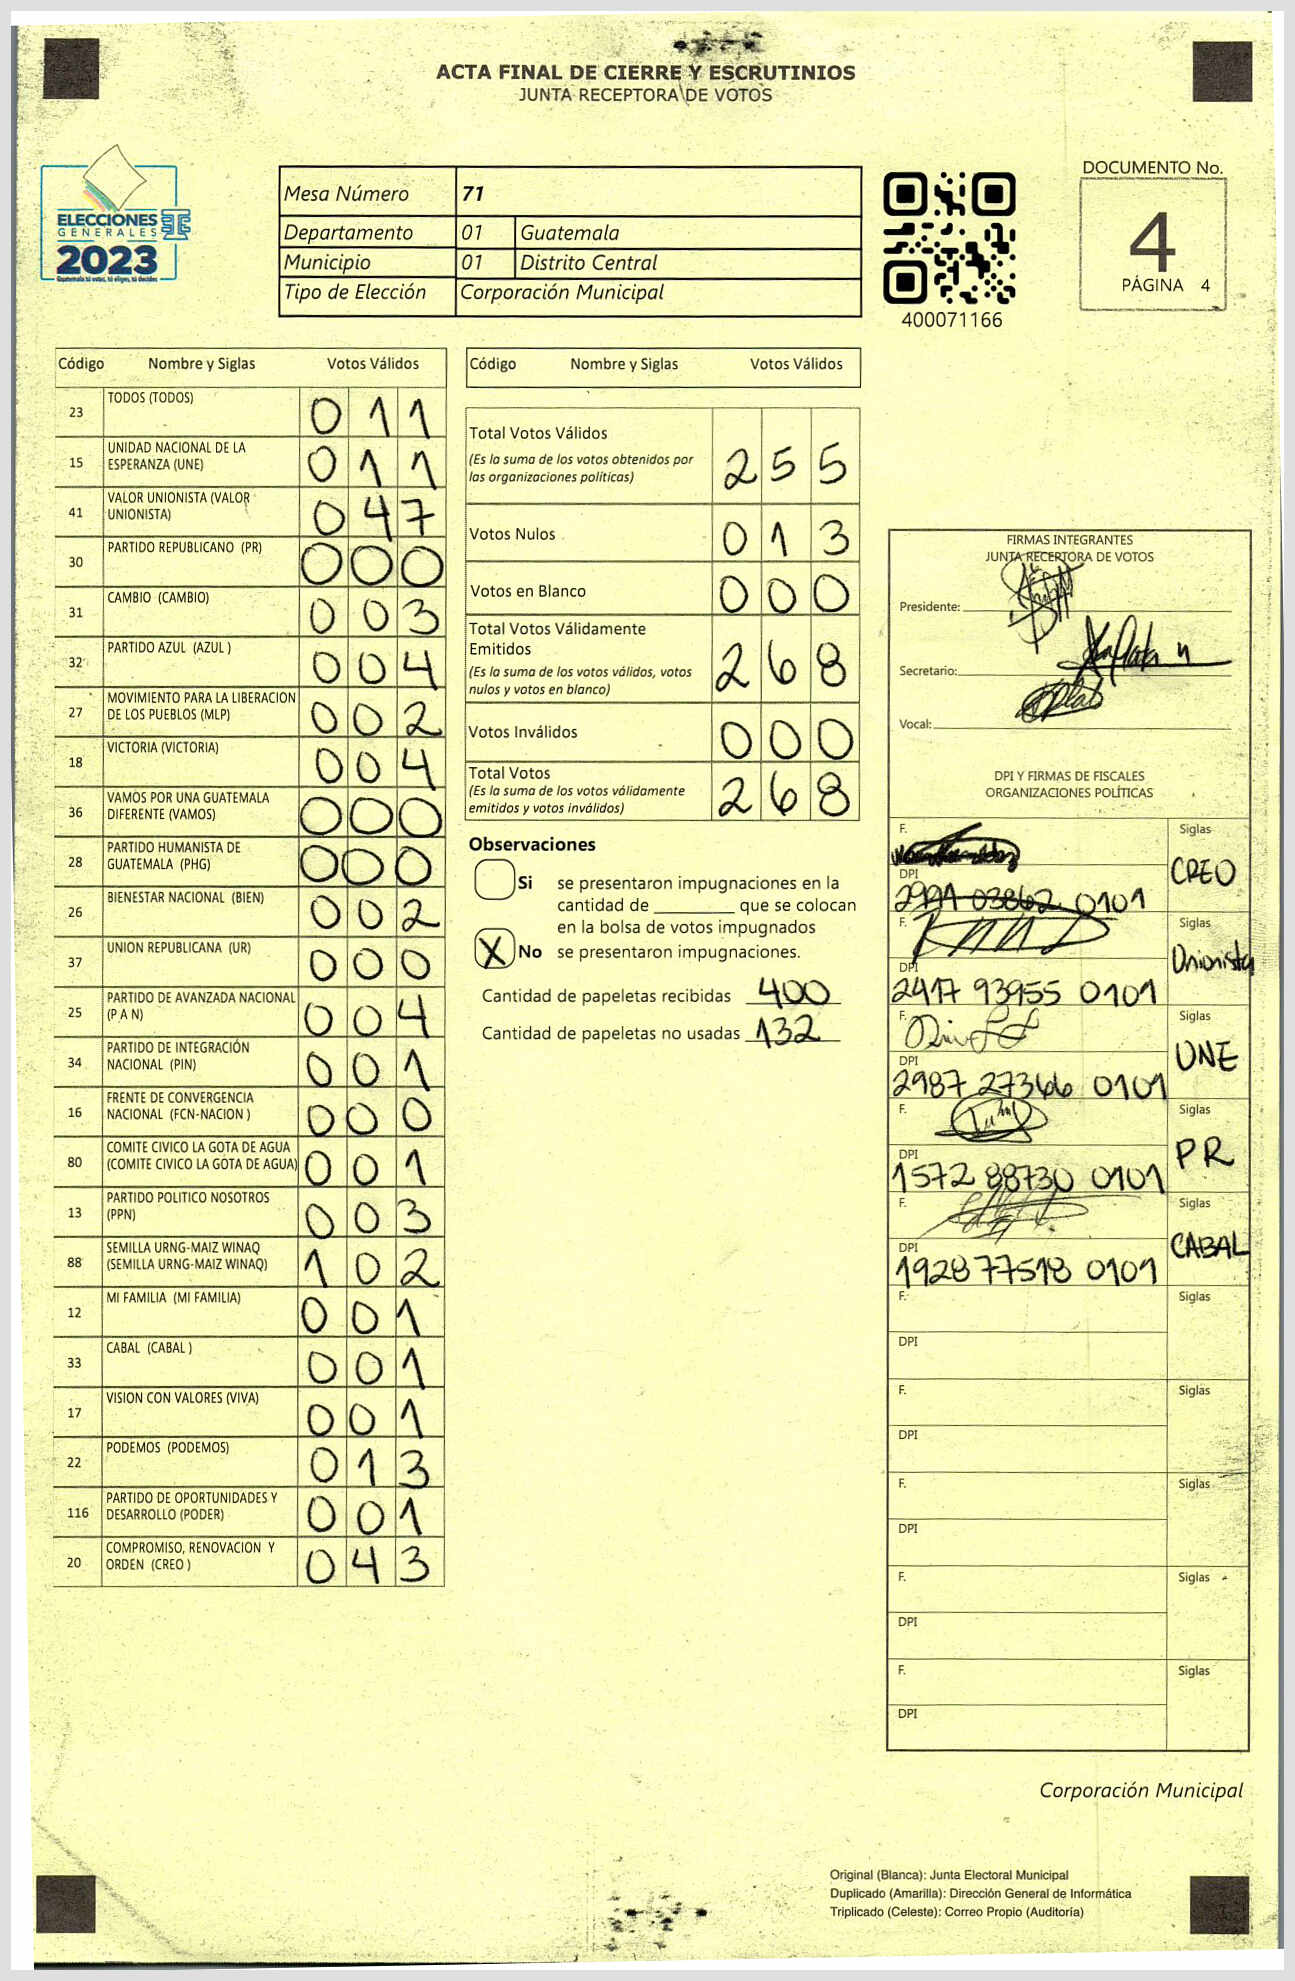 ACTA FINAL DE CIERRE Y ESCRUTINIOS
JUNTA RECEPTORA DE VOTOS
ELECCIONES
GENERALES
2023
Guatemala tú votas, tú eliges, tú decides
Mesa Número 71
Departamento 01 Guatemala
Municipio 01 Distrito Central
Tipo de Elección Corporación Municipal
400071166
DOCUMENTO No.
4
PÁGINA 4
Código Nombre y Siglas Votos Válidos
23 TODOS (TODOS) 0 1 1
15 UNIDAD NACIONAL DE LA
ESPERANZA (UNE) 0 1 1
41 VALOR UNIONISTA (VALOR
UNIONISTA) 0 4 7
30 PARTIDO REPUBLICANO (PR) 0 0 0
31 CAMBIO (CAMBIO) 0 0 3
32 PARTIDO AZUL (AZUL ) 0 0 4
27 MOVIMIENTO PARA LA LIBERACION
DE LOS PUEBLOS (MLP) 0 0 2
18 VICTORIA (VICTORIA) 0 0 4
36 VAMOS POR UNA GUATEMALA
DIFERENTE (VAMOS) 0 0 0
28 PARTIDO HUMANISTA DE
GUATEMALA (PHG) 0 0 0
26 BIENESTAR NACIONAL (BIEN) 0 0 2
37 UNION REPUBLICANA (UR) 0 0 0
25 PARTIDO DE AVANZADA NACIONAL
(P A N) 0 0 4
34 PARTIDO DE INTEGRACIÓN
NACIONAL (PIN) 0 0 1
16 FRENTE DE CONVERGENCIA
NACIONAL (FCN-NACION ) 0 0 0
80 COMITE CIVICO LA GOTA DE AGUA
(COMITE CIVICO LA GOTA DE AGUA) 0 0 1
13 PARTIDO POLITICO NOSOTROS
(PPN) 0 0 3
88 SEMILLA URNG-MAIZ WINAQ
(SEMILLA URNG-MAIZ WINAQ) 1 0 2
12 MI FAMILIA (MI FAMILIA) 0 0 1
33 CABAL (CABAL ) 0 0 1
17 VISION CON VALORES (VIVA) 0 0 1
22 PODEMOS (PODEMOS) 0 1 3
116 PARTIDO DE OPORTUNIDADES Y
DESARROLLO (PODER) 0 0 1
20 COMPROMISO, RENOVACION Y
ORDEN (CREO ) 0 4 3
Código Nombre y Siglas Votos Válidos
Total Votos Válidos
(Es la suma de los votos obtenidos por
las organizaciones políticas) 2 5 5
Votos Nulos 0 1 3
Votos en Blanco 0 0 0
Total Votos Válidamente
Emitidos
(Es la suma de los votos válidos, votos
nulos y votos en blanco) 2 6 8
Votos Inválidos 0 0 0
Total Votos
(Es la suma de los votos válidamente
emitidos y votos inválidos) 2 6 8
Observaciones
Si se presentaron impugnaciones en la
cantidad de ________ que se colocan
en la bolsa de votos impugnados
X No se presentaron impugnaciones.
Cantidad de papeletas recibidas 400
Cantidad de papeletas no usadas 132
FIRMAS INTEGRANTES
JUNTA RECEPTORA DE VOTOS
Presidente:
Secretario:
Vocal:
DPI Y FIRMAS DE FISCALES
ORGANIZACIONES POLÍTICAS
F. Siglas
CREO
DPI
03862 0101
F. Siglas
Unionista
DPI
2417 93955 0101
F. Siglas
UNE
DPI
2987 27366 0101
F. Siglas
PR
DPI
1572 88730 0101
F. Siglas
CABAL
DPI
1928 77518 0101
F. Siglas
DPI
F. Siglas
DPI
F. Siglas
DPI
F. Siglas
DPI
F. Siglas
DPI
Corporación Municipal
Original (Blanca): Junta Electoral Municipal
Duplicado (Amarilla): Dirección General de Informática
Triplicado (Celeste): Correo Propio (Auditoría)